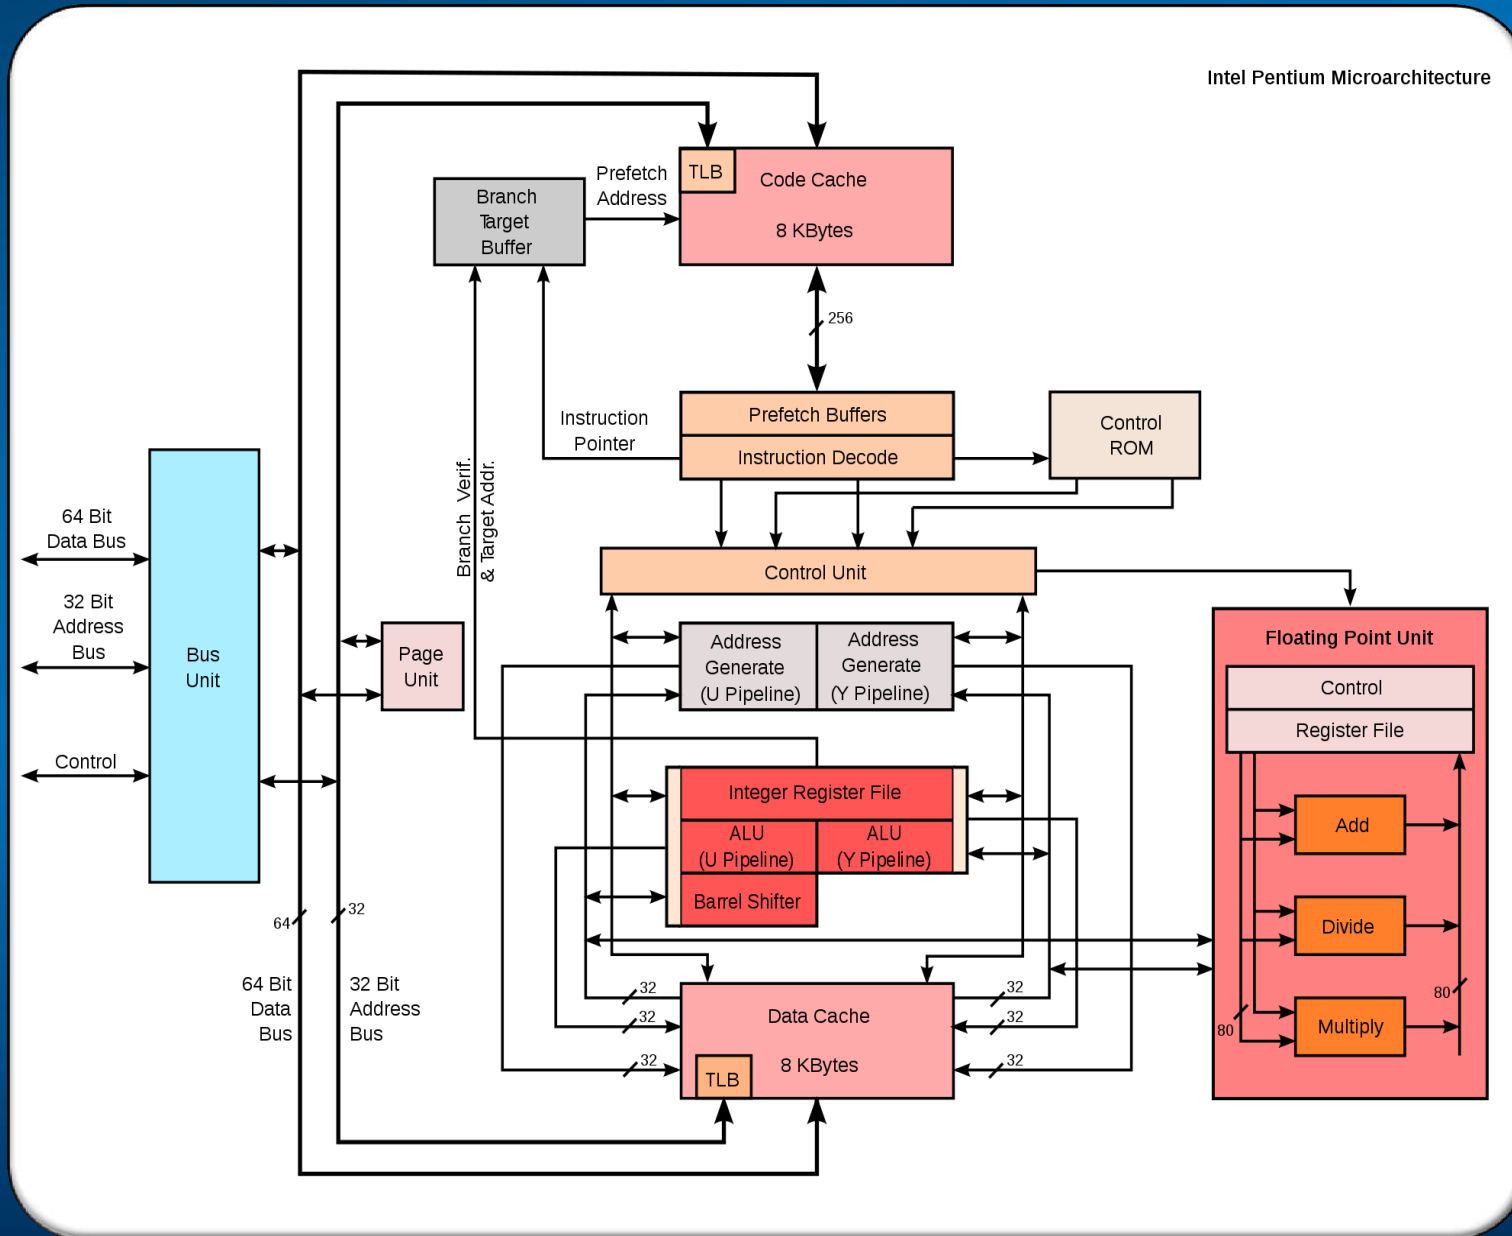 Intel Pentium Microarchitecture
TLB
Code Cache
8 KBytes
Prefetch
Address
Branch
Target
Buffer
256
Prefetch Buffers
Instruction Decode
Instruction
Pointer
Control
ROM
Branch Verif.
& Target Addr.
64 Bit
Data Bus
32 Bit
Address
Bus
Control
Bus
Unit
Page
Unit
Control Unit
Address
Generate
(U Pipeline)
Address
Generate
(Y Pipeline)
Integer Register File
ALU
(U Pipeline)
ALU
(Y Pipeline)
Barrel Shifter
Floating Point Unit
Control
Register File
Add
Divide
Multiply
80
80
64
32
64 Bit
Data
Bus
32 Bit
Address
Bus
32
32
32
32
32
32
Data Cache
8 KBytes
TLB